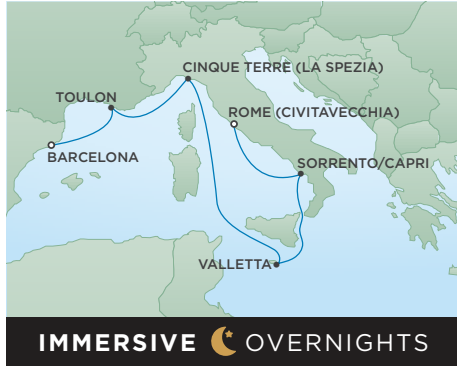 CINQUE TERRE (LA SPEZIA)
TOULON
ROME (CIVITAVECCHIA)
BARCELONA
SORRENTO/CAPRI
VALLETTA
IMMERSIVE OVERNIGHTS